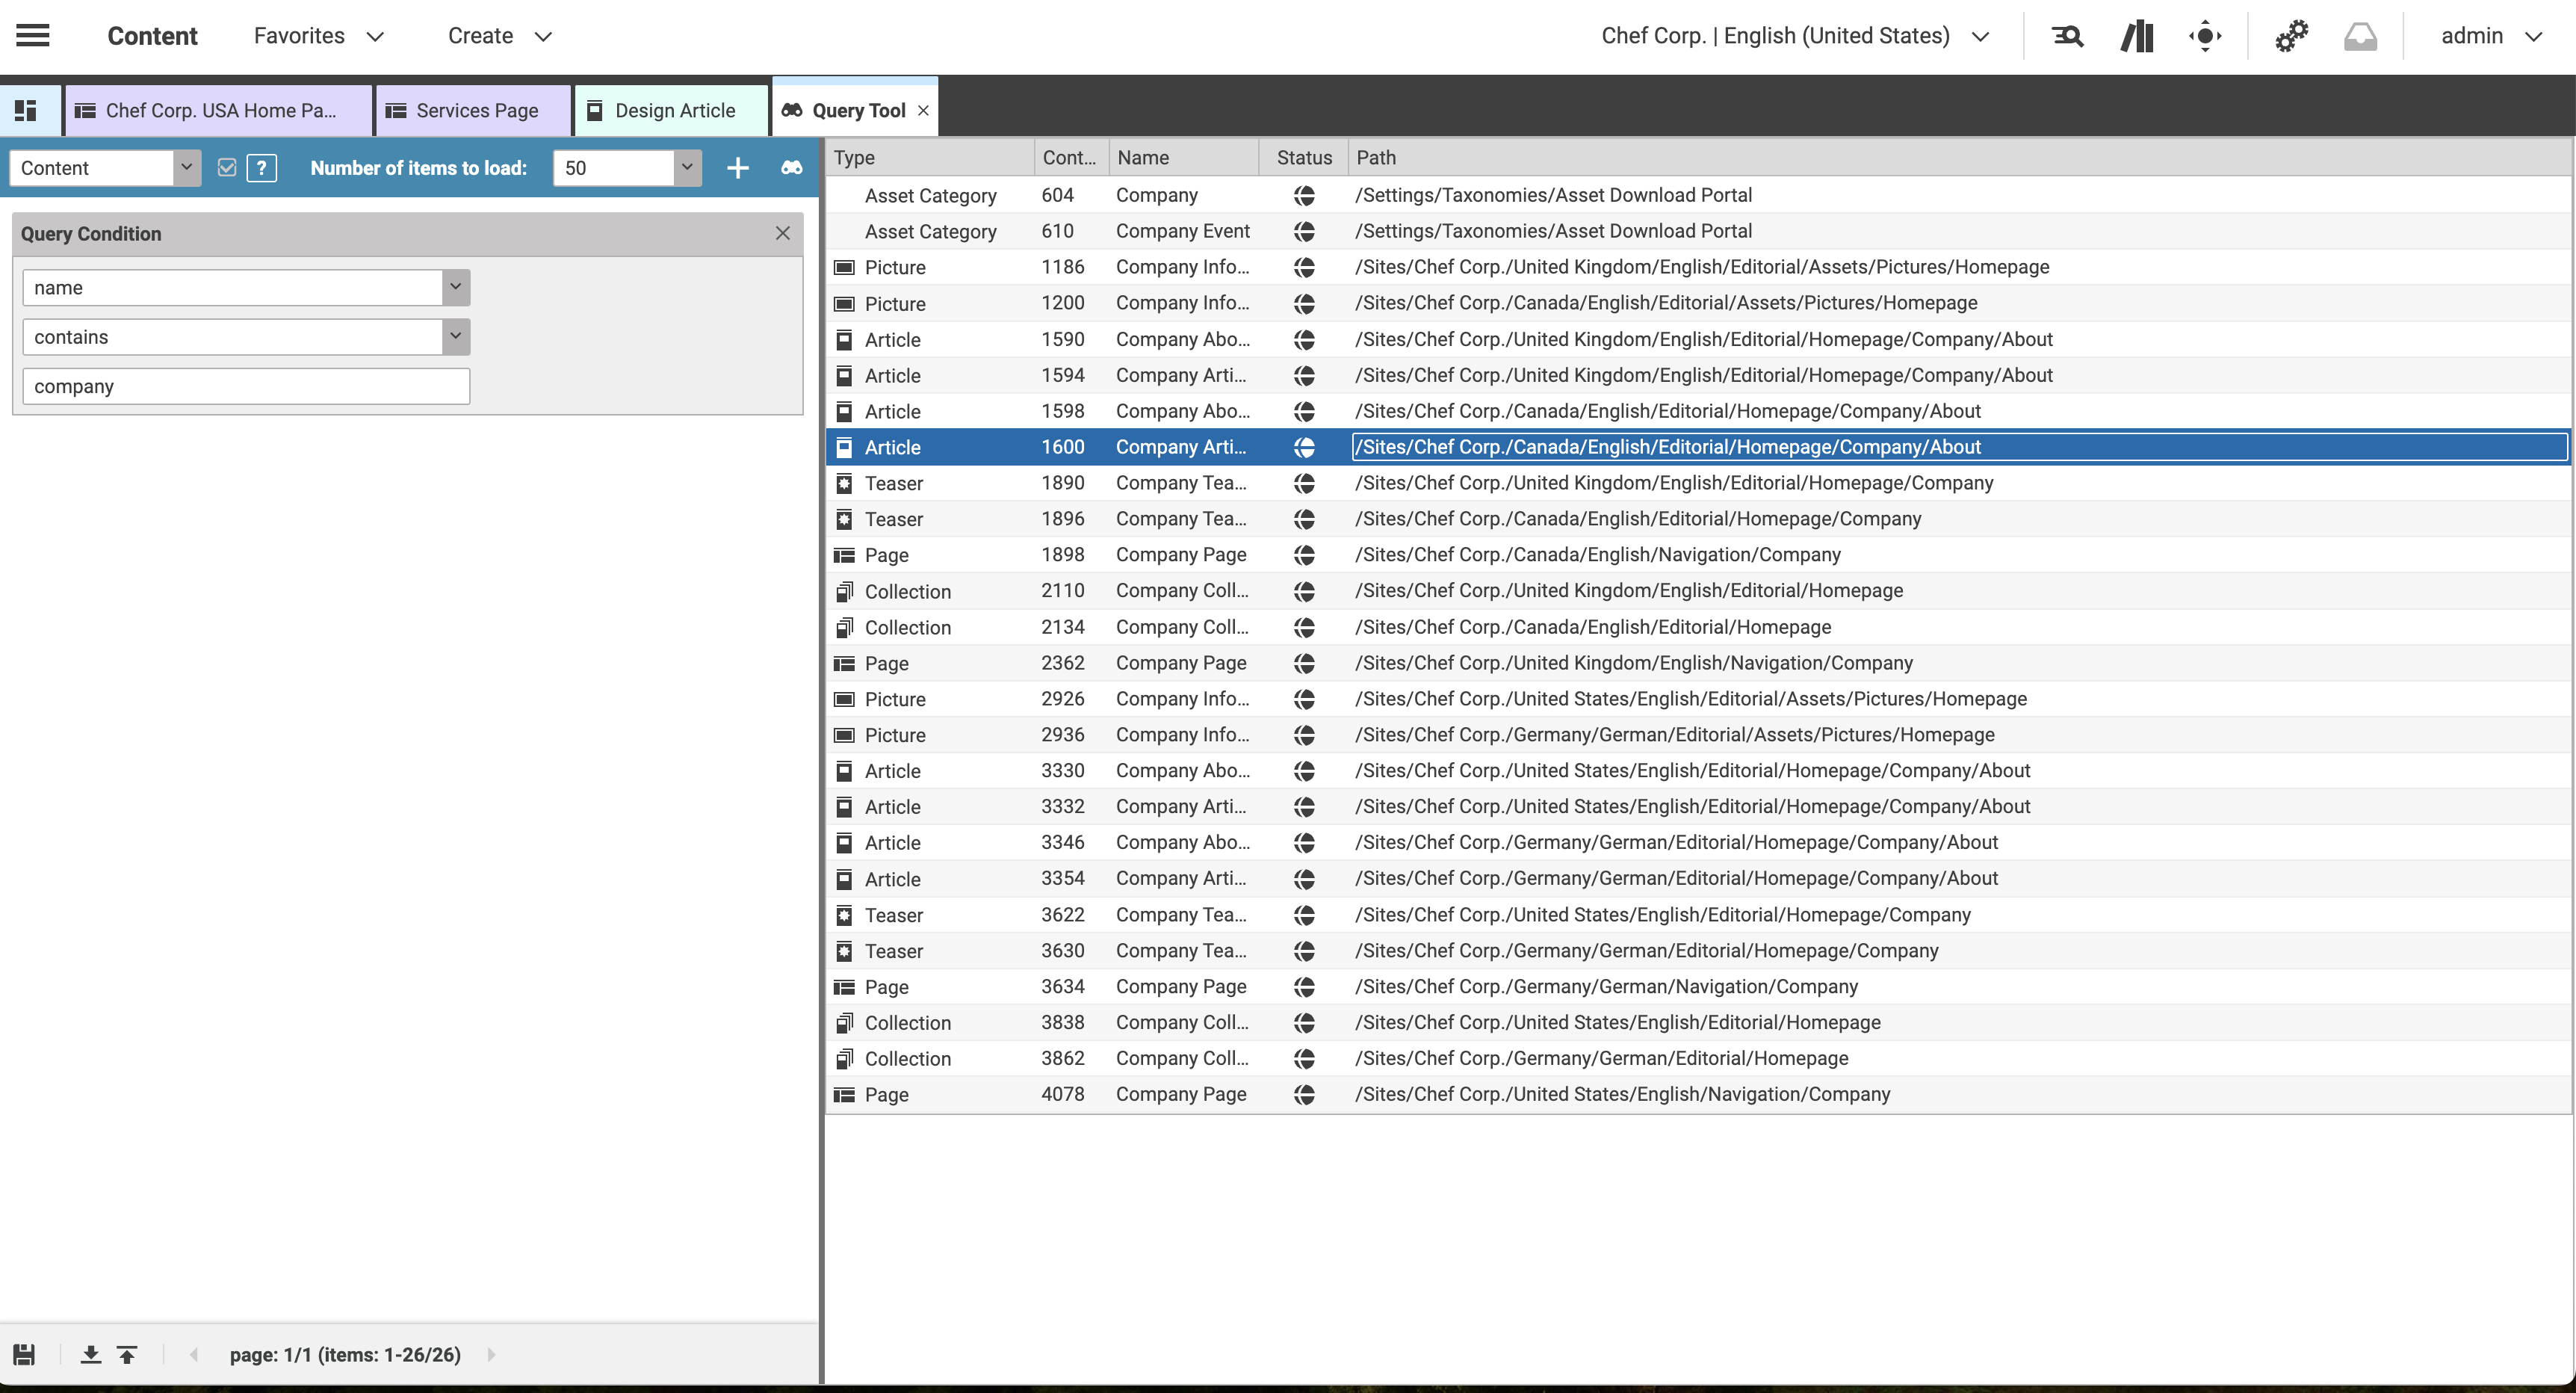 Content Favorites Create Chef Corp. | English (United States) admin
Chef Corp. USA Home Pa... Services Page Design Article Query Tool
Content ? Number of items to load: 50
Query Condition
name
contains
company
Type Cont... Name Status Path
Asset Category 604 Company /Settings/Taxonomies/Asset Download Portal
Asset Category 610 Company Event /Settings/Taxonomies/Asset Download Portal
Picture 1186 Company Info... /Sites/Chef Corp./United Kingdom/English/Editorial/Assets/Pictures/Homepage
Picture 1200 Company Info... /Sites/Chef Corp./Canada/English/Editorial/Assets/Pictures/Homepage
Article 1590 Company Abo... /Sites/Chef Corp./United Kingdom/English/Editorial/Homepage/Company/About
Article 1594 Company Arti... /Sites/Chef Corp./United Kingdom/English/Editorial/Homepage/Company/About
Article 1598 Company Abo... /Sites/Chef Corp./Canada/English/Editorial/Homepage/Company/About
Article 1600 Company Arti... /Sites/Chef Corp./Canada/English/Editorial/Homepage/Company/About
Teaser 1890 Company Tea... /Sites/Chef Corp./United Kingdom/English/Editorial/Homepage/Company
Teaser 1896 Company Tea... /Sites/Chef Corp./Canada/English/Editorial/Homepage/Company
Page 1898 Company Page /Sites/Chef Corp./Canada/English/Navigation/Company
Collection 2110 Company Coll... /Sites/Chef Corp./United Kingdom/English/Editorial/Homepage
Collection 2134 Company Coll... /Sites/Chef Corp./Canada/English/Editorial/Homepage
Page 2362 Company Page /Sites/Chef Corp./United Kingdom/English/Navigation/Company
Picture 2926 Company Info... /Sites/Chef Corp./United States/English/Editorial/Assets/Pictures/Homepage
Picture 2936 Company Info... /Sites/Chef Corp./Germany/German/Editorial/Assets/Pictures/Homepage
Article 3330 Company Abo... /Sites/Chef Corp./United States/English/Editorial/Homepage/Company/About
Article 3332 Company Arti... /Sites/Chef Corp./United States/English/Editorial/Homepage/Company/About
Article 3346 Company Abo... /Sites/Chef Corp./Germany/German/Editorial/Homepage/Company/About
Article 3354 Company Arti... /Sites/Chef Corp./Germany/German/Editorial/Homepage/Company/About
Teaser 3622 Company Tea... /Sites/Chef Corp./United States/English/Editorial/Homepage/Company
Teaser 3630 Company Tea... /Sites/Chef Corp./Germany/German/Editorial/Homepage/Company
Page 3634 Company Page /Sites/Chef Corp./Germany/German/Navigation/Company
Collection 3838 Company Coll... /Sites/Chef Corp./United States/English/Editorial/Homepage
Collection 3862 Company Coll... /Sites/Chef Corp./Germany/German/Editorial/Homepage
Page 4078 Company Page /Sites/Chef Corp./United States/English/Navigation/Company
page: 1/1 (items: 1-26/26)